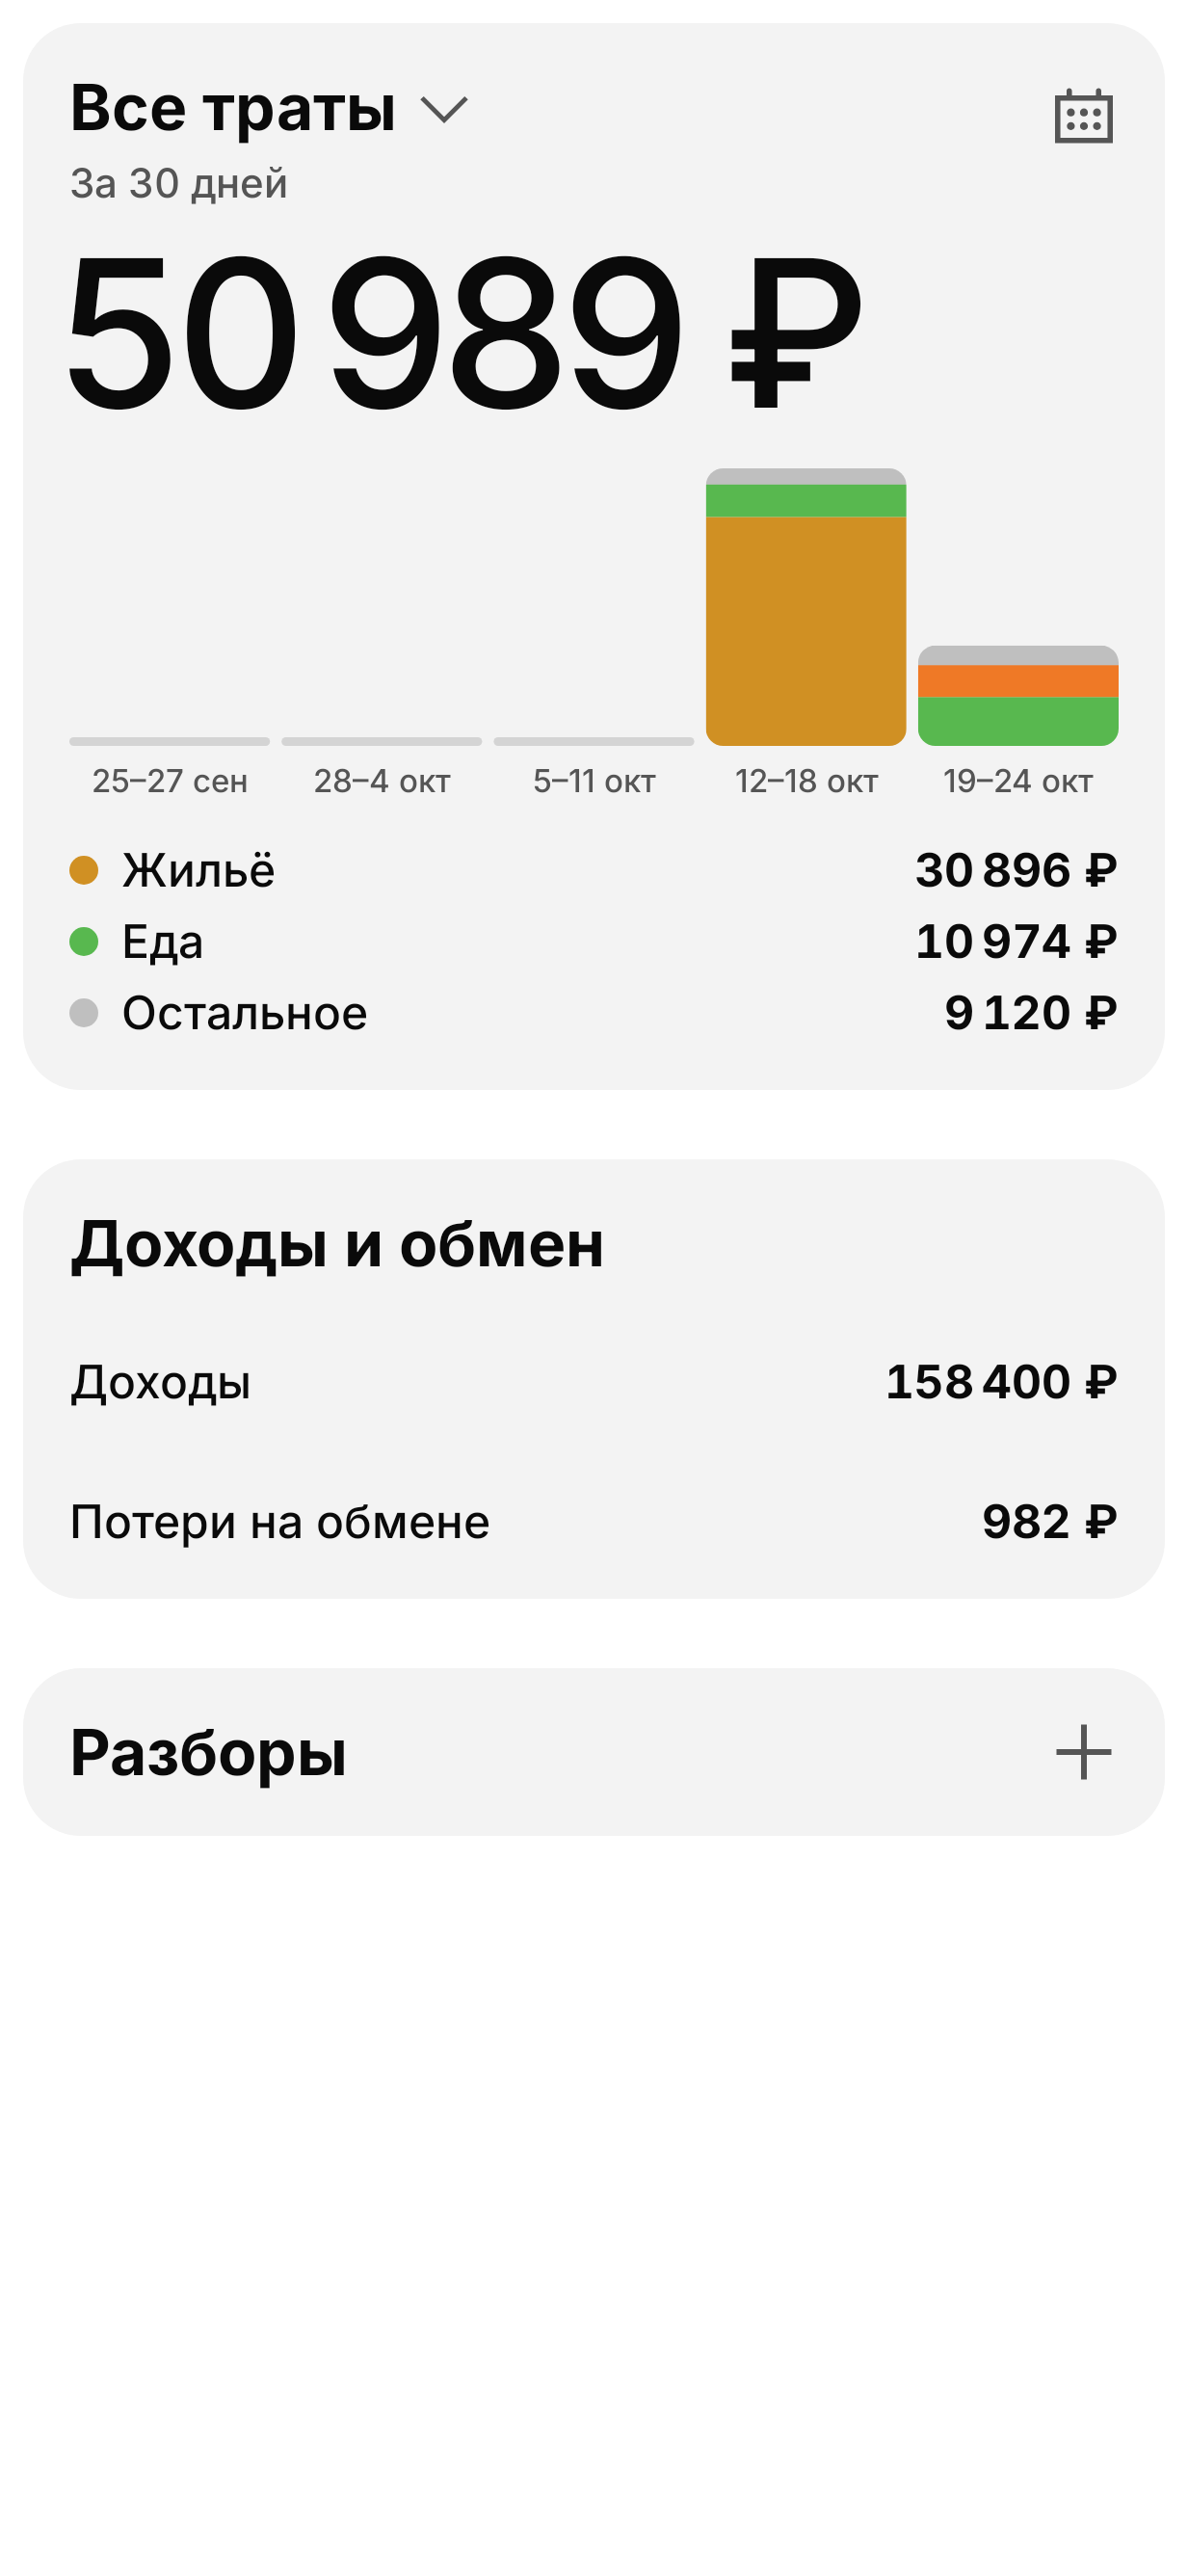 Все траты
За 30 дней
50 989 ₽
25–27 сен 28–4 окт 5–11 окт 12–18 окт 19–24 окт
Жильё 30 896 ₽
Еда 10 974 ₽
Остальное 9 120 ₽
Доходы и обмен
Доходы 158 400 ₽
Потери на обмене 982 ₽
Разборы